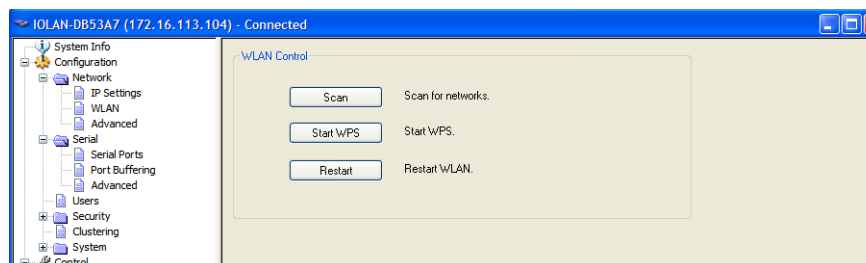 IOLAN-DB53A7 (172.16.113.104) - Connected
System Info
Configuration
Network
IP Settings
WLAN
Advanced
Serial
Serial Ports
Port Buffering
Advanced
Users
Security
Clustering
System
Control
WLAN Control
Scan Scan for networks.
Start WPS Start WPS.
Restart Restart WLAN.